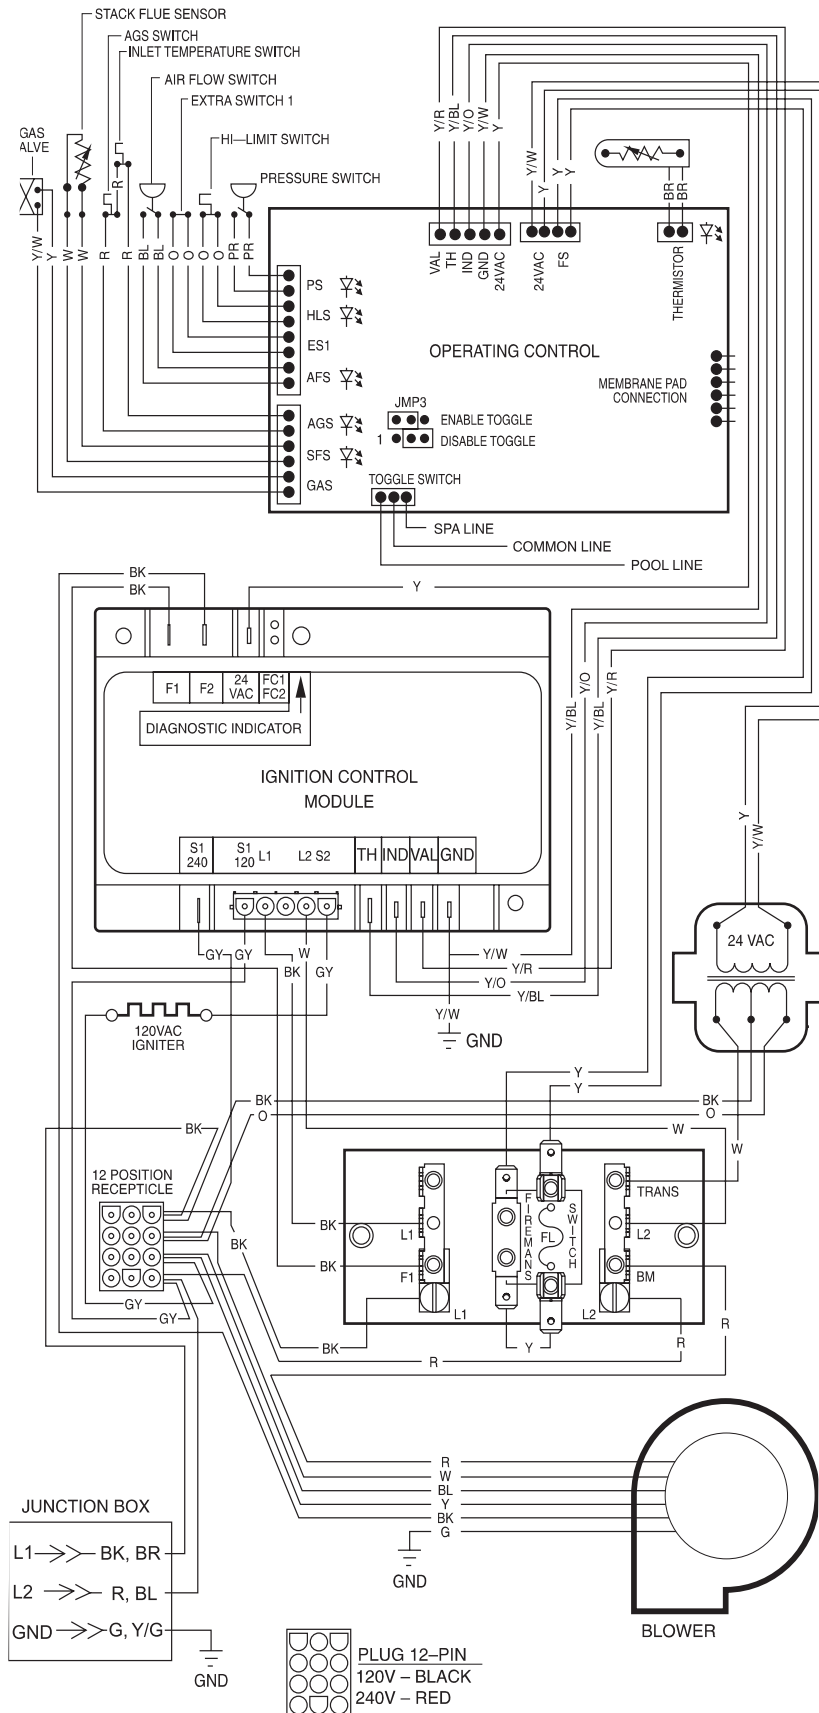 STACK FLUE SENSOR
AGS SWITCH
INLET TEMPERATURE SWITCH
AIR FLOW SWITCH
EXTRA SWITCH 1
HI—LIMIT SWITCH
PRESSURE SWITCH
GAS
ALVE
Y/W
Y
W
W
R
R
R
BL
BL
O
O
O
O
PR
PR
Y/R
Y/BL
Y/O
Y/W
Y
Y/W
Y
Y
Y
BR
BR
VAL
TH
IND
GND
24VAC
24VAC
FS
THERMISTOR
PS
HLS
ES1
AFS
AGS
SFS
GAS
OPERATING CONTROL
MEMBRANE PAD
CONNECTION
JMP3
ENABLE TOGGLE
1
DISABLE TOGGLE
TOGGLE SWITCH
SPA LINE
COMMON LINE
POOL LINE
BK
BK
Y
F1
F2
24
VAC
FC1
FC2
DIAGNOSTIC INDICATOR
IGNITION CONTROL
MODULE
S1
240
S1
120
L1
L2
S2
TH
IND
VAL
GND
Y/BL
Y/O
Y/BL
Y/R
Y
Y/W
24 VAC
GY
GY
BK
W
GY
Y/W
Y/R
Y/O
Y/BL
Y/W
GND
120VAC
IGNITER
Y
Y
BK
BK
O
O
BK
W
W
12 POSITION
RECEPTICLE
BK
BK
BK
GY
GY
BK
R
Y
R
R
L1
F1
L1
FIREMANS
SWITCH
FL
TRANS
L2
BM
L2
R
W
BL
Y
BK
G
GND
BLOWER
JUNCTION BOX
L1
BK, BR
L2
R, BL
GND
G, Y/G
GND
PLUG 12–PIN
120V – BLACK
240V – RED